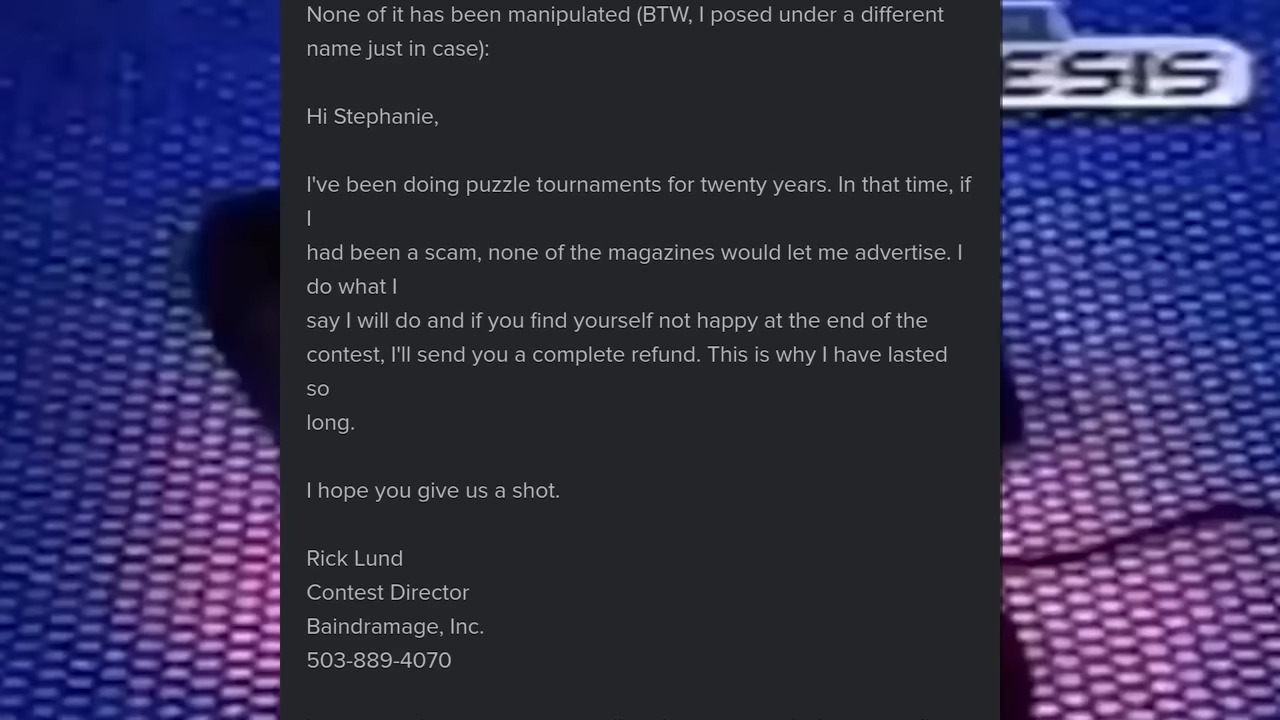 None of it has been manipulated (BTW, I posed under a different
name just in case):
ESIS
Hi Stephanie,
I've been doing puzzle tournaments for twenty years. In that time, if
I
had been a scam, none of the magazines would let me advertise. I
do what I
say I will do and if you find yourself not happy at the end of the
contest, I'll send you a complete refund. This is why I have lasted
so
long.
I hope you give us a shot.
Rick Lund
Contest Director
Baindramage, Inc.
503-889-4070